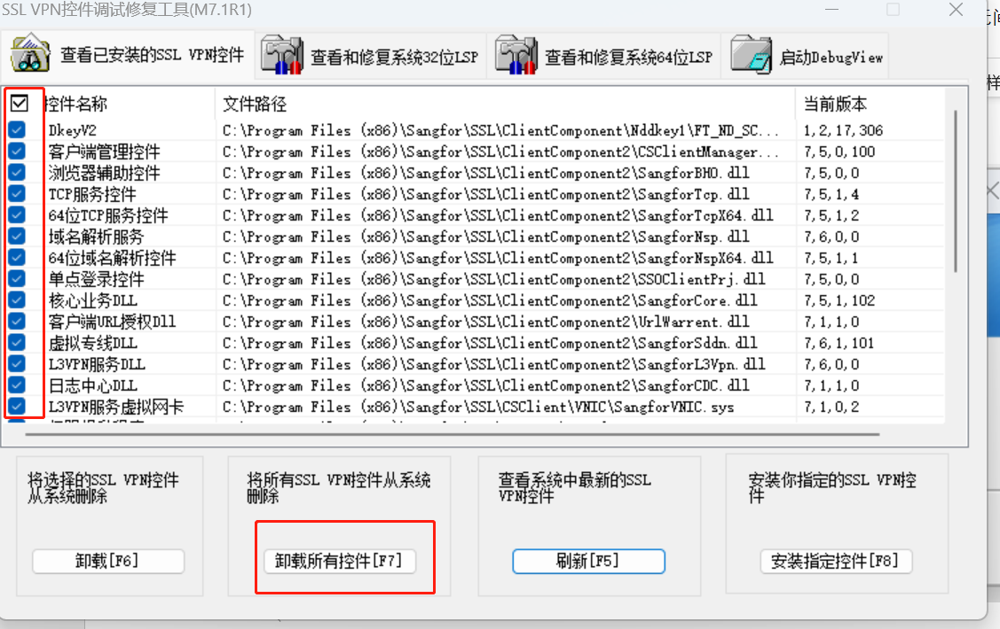 SSL VPN控件调试修复工具(M7.1R1)
查看已安装的SSL VPN控件 查看和修复系统32位LSP 查看和修复系统64位LSP 启动DebugView
控件名称 文件路径 当前版本
DkeyV2 C:\Program Files (x86)\Sangfor\SSL\ClientComponent\Nddkey1\FT_ND_SC... 1,2,17,306
客户端管理控件 C:\Program Files (x86)\Sangfor\SSL\ClientComponent2\CSClientManager... 7,5,0,100
浏览器辅助控件 C:\Program Files (x86)\Sangfor\SSL\ClientComponent2\SangforBHO.dll 7,5,0,0
TCP服务控件 C:\Program Files (x86)\Sangfor\SSL\ClientComponent2\SangforTcp.dll 7,5,1,4
64位TCP服务控件 C:\Program Files (x86)\Sangfor\SSL\ClientComponent2\SangforTcpX64.dll 7,5,1,2
域名解析服务 C:\Program Files (x86)\Sangfor\SSL\ClientComponent2\SangforNsp.dll 7,6,0,0
64位域名解析控件 C:\Program Files (x86)\Sangfor\SSL\ClientComponent2\SangforNspX64.dll 7,5,1,1
单点登录控件 C:\Program Files (x86)\Sangfor\SSL\ClientComponent2\SSOClientPrj.dll 7,5,0,0
核心业务DLL C:\Program Files (x86)\Sangfor\SSL\ClientComponent2\SangforCore.dll 7,5,1,102
客户端URL授权Dll C:\Program Files (x86)\Sangfor\SSL\ClientComponent2\UrlWarrent.dll 7,1,1,0
虚拟专线DLL C:\Program Files (x86)\Sangfor\SSL\ClientComponent2\SangforSddn.dll 7,6,1,101
L3VPN服务DLL C:\Program Files (x86)\Sangfor\SSL\ClientComponent2\SangforL3Vpn.dll 7,6,0,0
日志中心DLL C:\Program Files (x86)\Sangfor\SSL\ClientComponent2\SangforCDC.dll 7,1,1,0
L3VPN服务虚拟网卡 C:\Program Files (x86)\Sangfor\SSL\CSClient\VNIC\SangforVNIC.sys 7,1,0,2
将选择的SSL VPN控件
从系统删除
将所有SSL VPN控件从系统
删除
查看系统中最新的SSL
VPN控件
安装你指定的SSL VPN控
件
卸载[F6] 卸载所有控件[F7] 刷新[F5] 安装指定控件[F8]
样